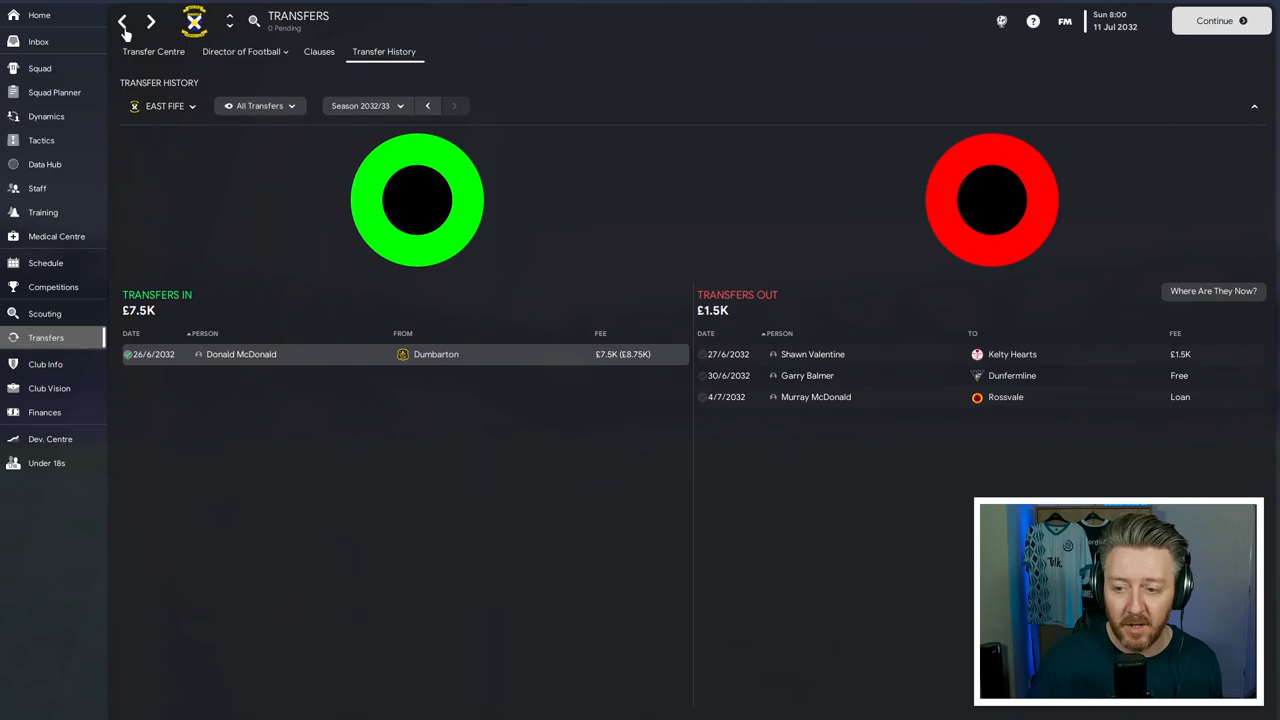 Home
Inbox
Squad
Squad Planner
Dynamics
Tactics
Data Hub
Staff
Training
Medical Centre
Schedule
Competitions
Scouting
Transfers
Club Info
Club Vision
Finances
Dev. Centre
Under 18s
TRANSFERS
0 Pending
FM
Sun 8:00
11 Jul 2032
Continue
Transfer Centre
Director of Football
Clauses
Transfer History
TRANSFER HISTORY
EAST FIFE
All Transfers
Season 2032/33
TRANSFERS IN
£7.5K
DATE PERSON FROM FEE
26/6/2032 Donald McDonald Dumbarton £7.5K (£8.75K)
TRANSFERS OUT
£1.5K
Where Are They Now?
DATE PERSON TO FEE
27/6/2032 Shawn Valentine Kelty Hearts £1.5K
30/6/2032 Garry Balmer Dunfermline Free
4/7/2032 Murray McDonald Rossvale Loan